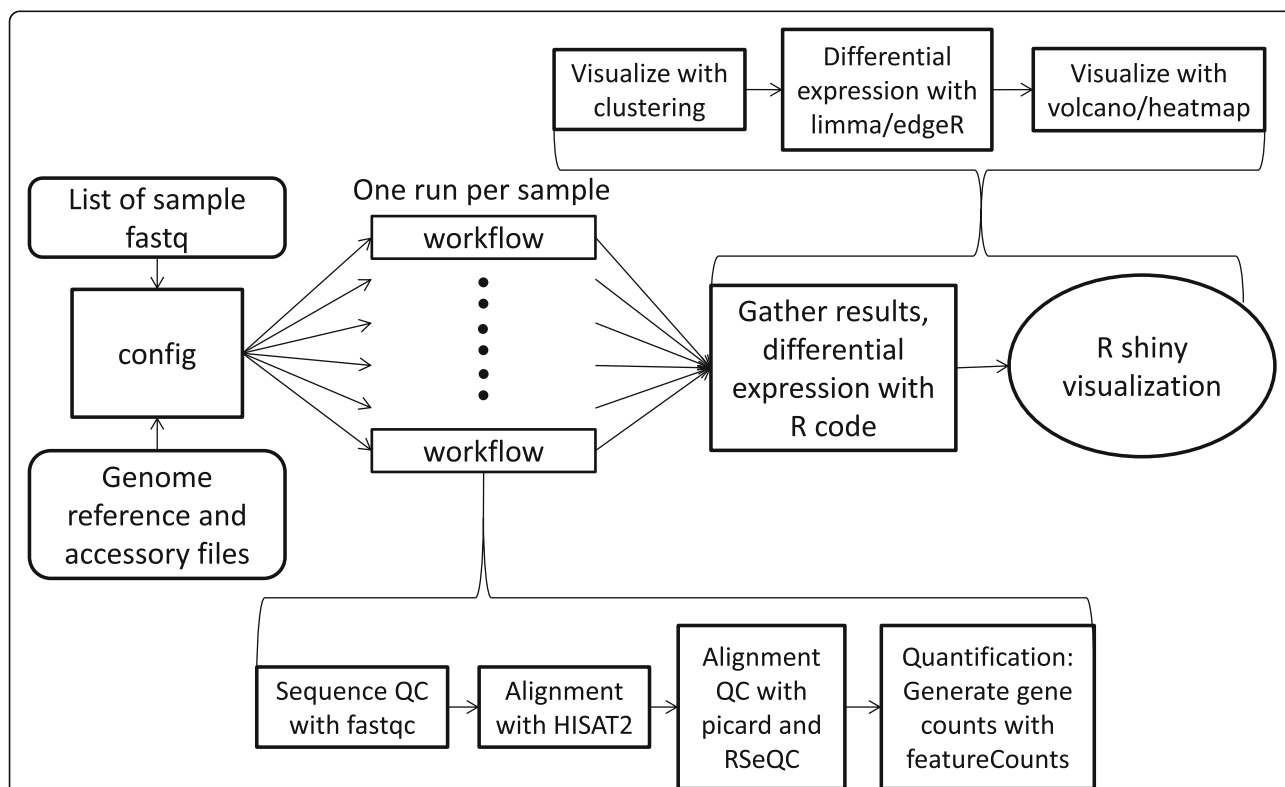 Visualize with
clustering
Differential
expression with
limma/edgeR
Visualize with
volcano/heatmap
List of sample
fastq
One run per sample
workflow
config
Gather results,
differential
expression with
R code
R shiny
visualization
workflow
Genome
reference and
accessory files
Sequence QC
with fastqc
Alignment
with HISAT2
Alignment
QC with
picard and
RSeQC
Quantification:
Generate gene
counts with
featureCounts